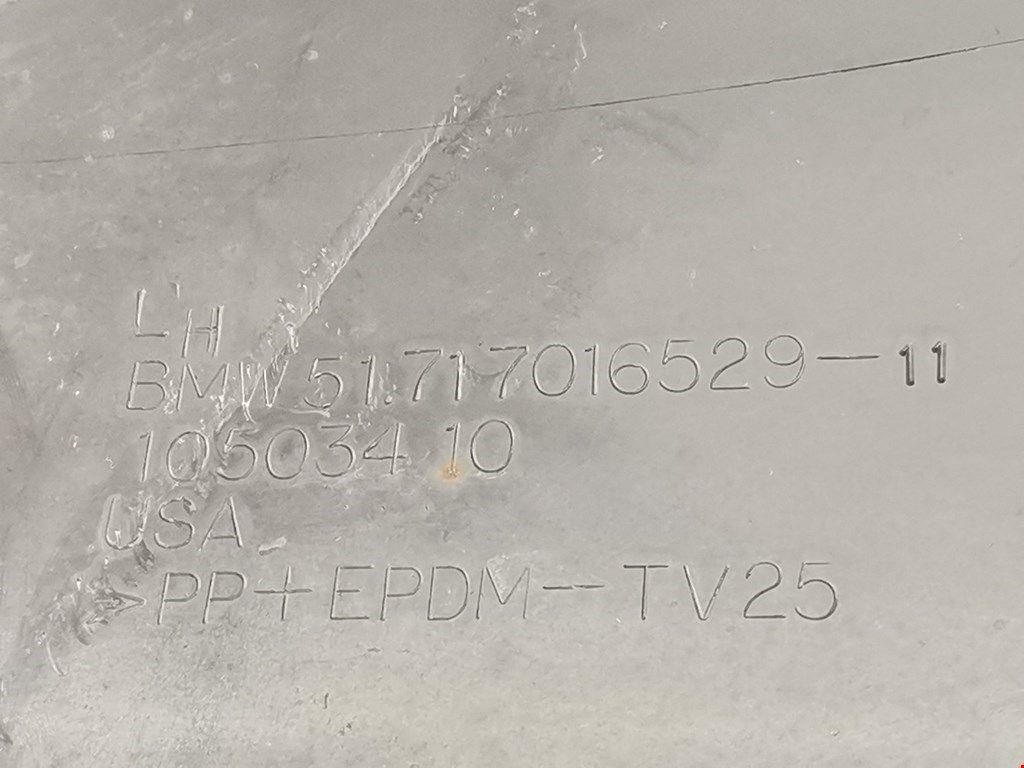 LH
BMW 51.71 7016529-11
105034 10
USA
>PP+EPDM-TV25